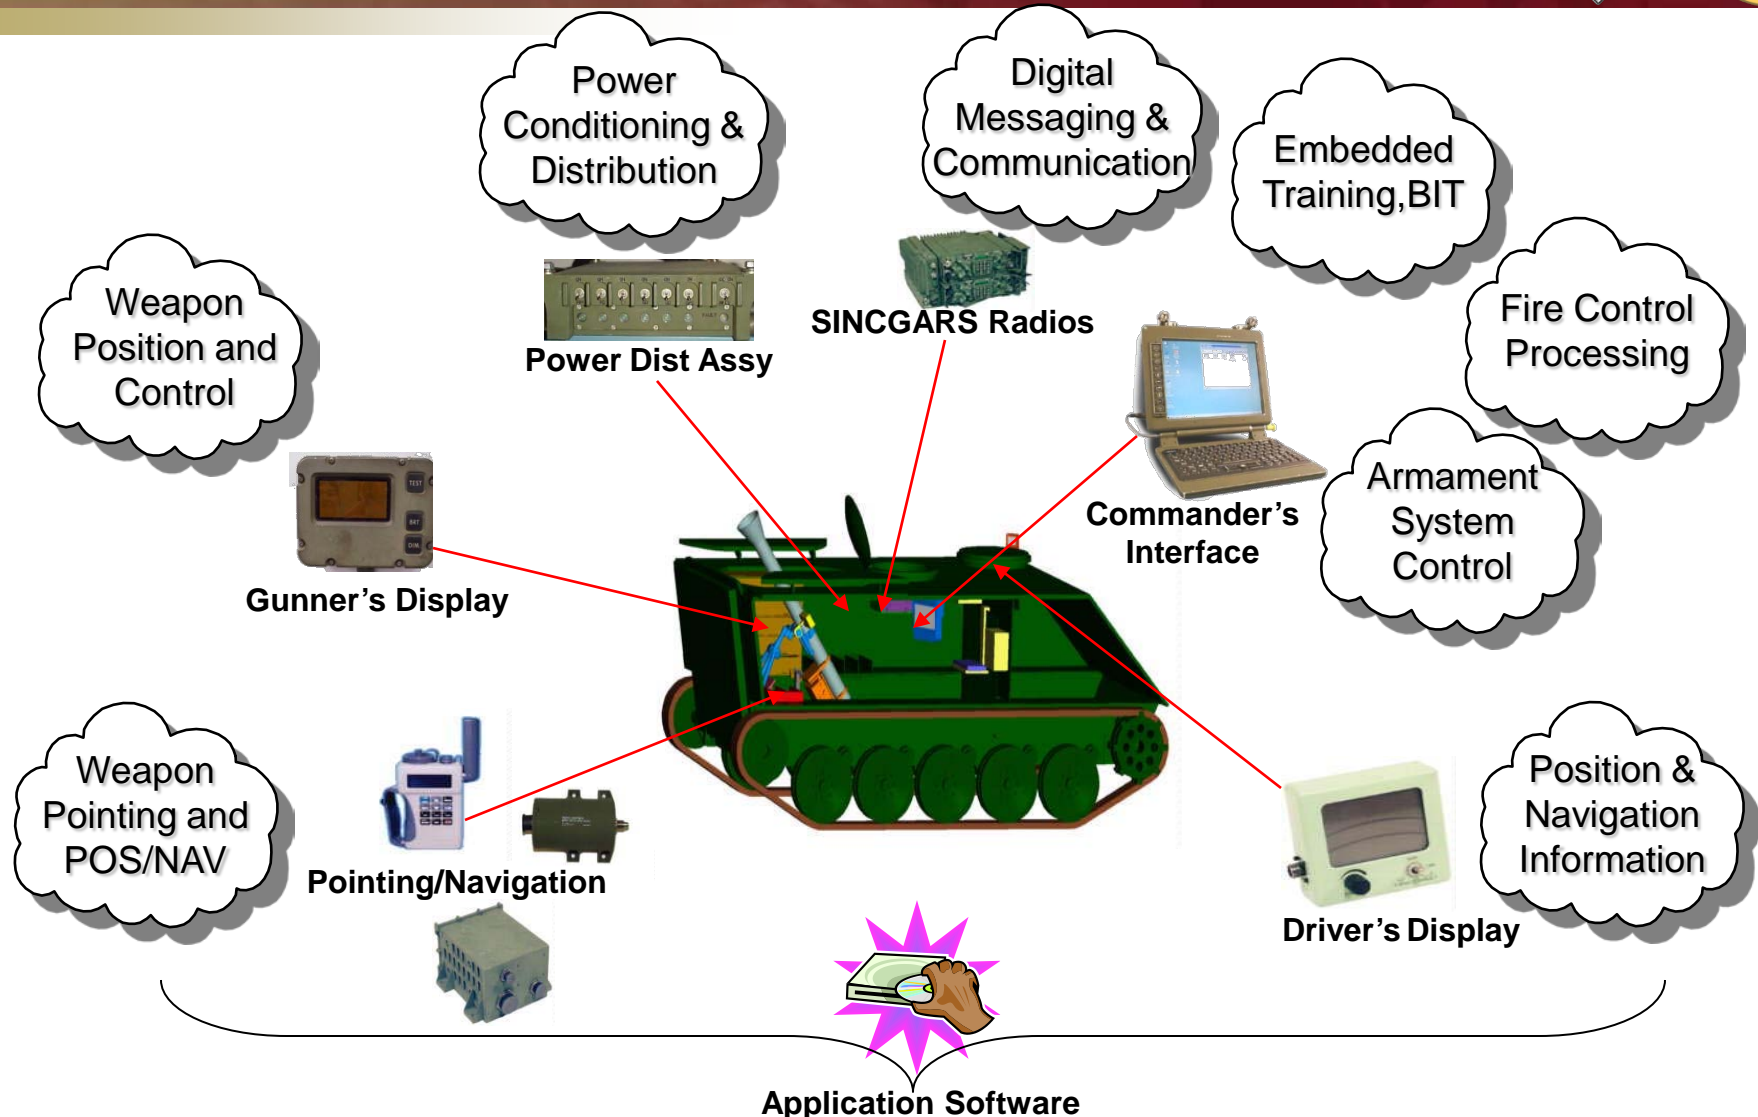 Power
Conditioning &
Distribution
Digital
Messaging &
Communication
Embedded
Training,BIT
Weapon
Position and
Control
Fire Control
Processing
Power Dist Assy
SINCGARS Radios
TEST
Armament
System
Control
Commander’s
Interface
Gunner’s Display
Weapon
Pointing and
POS/NAV
Pointing/Navigation
Position &
Navigation
Information
Driver’s Display
Application Software